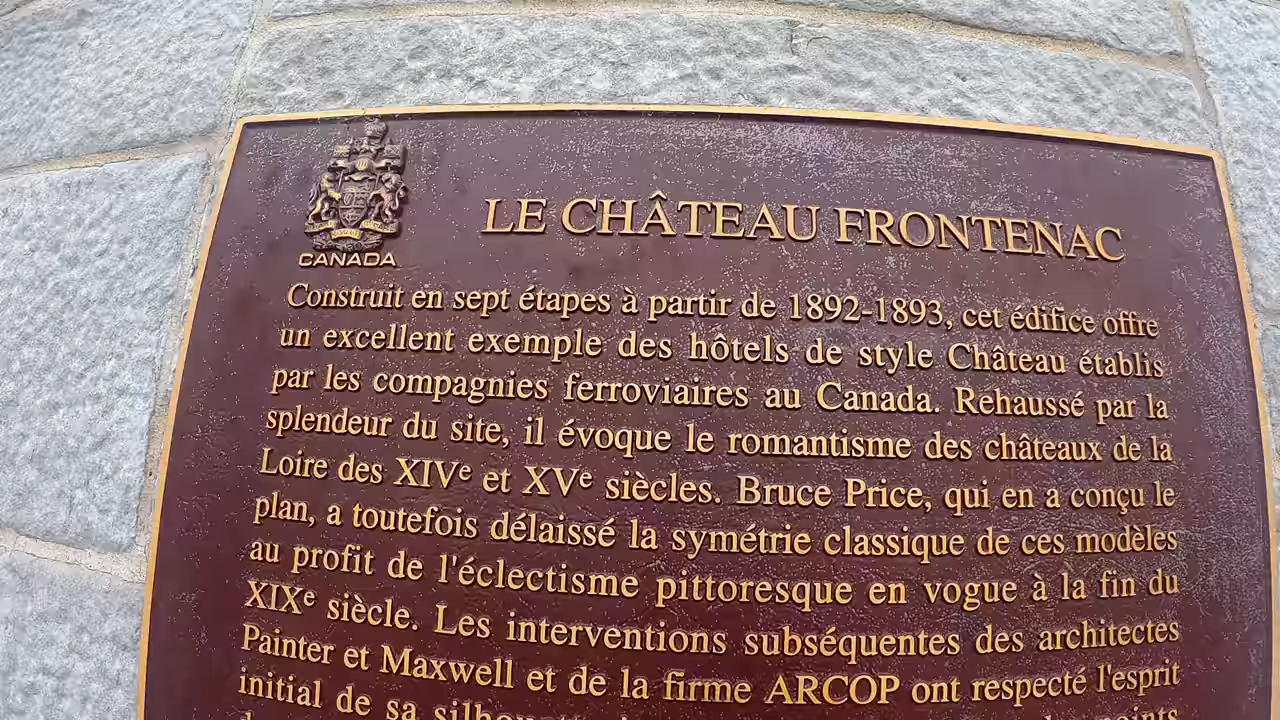 CANADA
LE CHÂTEAU FRONTENAC
Construit en sept étapes à partir de 1892-1893, cet édifice offre
un excellent exemple des hôtels de style Château établis
par les compagnies ferroviaires au Canada. Rehaussé par la
splendeur du site, il évoque le romantisme des châteaux de la
Loire des XIVe et XVe siècles. Bruce Price, qui en a conçu le
plan, a toutefois délaissé la symétrie classique de ces modèles
au profit de l'éclectisme pittoresque en vogue à la fin du
XIXe siècle. Les interventions subséquentes des architectes
Painter et Maxwell et de la firme ARCOP ont respecté l'esprit
initial de sa